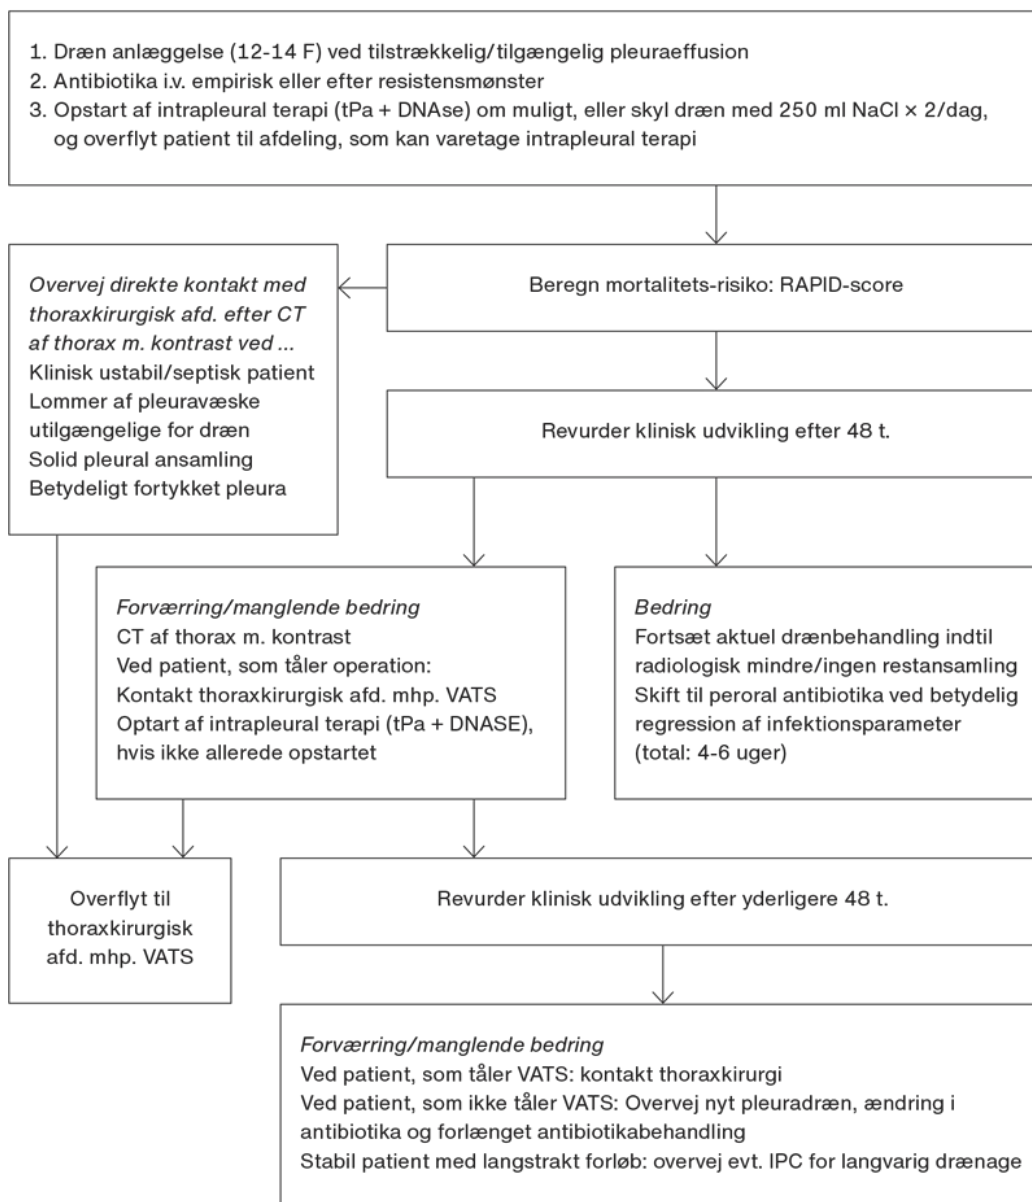 1. Dræn anlæggelse (12-14 F) ved tilstrækkelig/tilgængelig pleuraeffusion
2. Antibiotika i.v. empirisk eller efter resistensmønster
3. Opstart af intrapleural terapi (tPa + DNAse) om muligt, eller skyl dræn med 250 ml NaCl × 2/dag,
og overflyt patient til afdeling, som kan varetage intrapleural terapi
Beregn mortalitets-risiko: RAPID-score
Overvej direkte kontakt med
thoraxkirurgisk afd. efter CT
af thorax m. kontrast ved ...
Klinisk ustabil/septisk patient
Lommer af pleuravæske
utilgængelige for dræn
Solid pleural ansamling
Betydeligt fortykket pleura
Revurder klinisk udvikling efter 48 t.
Forværring/manglende bedring
CT af thorax m. kontrast
Ved patient, som tåler operation:
Kontakt thoraxkirurgisk afd. mhp. VATS
Optart af intrapleural terapi (tPa + DNASE),
hvis ikke allerede opstartet
Bedring
Fortsæt aktuel drænbehandling indtil
radiologisk mindre/ingen restansamling
Skift til peroral antibiotika ved betydelig
regression af infektionsparameter
(total: 4-6 uger)
Overflyt til
thoraxkirurgisk
afd. mhp. VATS
Revurder klinisk udvikling efter yderligere 48 t.
Forværring/manglende bedring
Ved patient, som tåler VATS: kontakt thoraxkirurgi
Ved patient, som ikke tåler VATS: Overvej nyt pleuradræn, ændring i
antibiotika og forlænget antibiotikabehandling
Stabil patient med langstrakt forløb: overvej evt. IPC for langvarig drænage